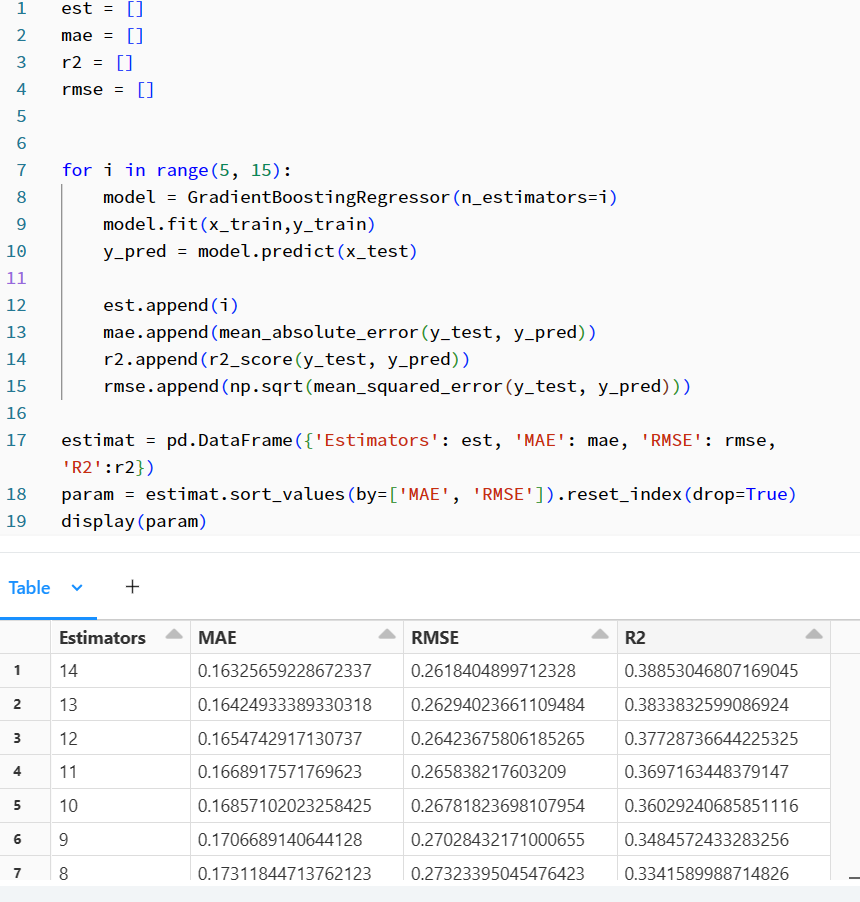 1 est = []
2 mae = []
3 r2 = []
4 rmse = []
5
6
7 for i in range(5, 15):
8     model = GradientBoostingRegressor(n_estimators=i)
9     model.fit(x_train,y_train)
10     y_pred = model.predict(x_test)
11
12     est.append(i)
13     mae.append(mean_absolute_error(y_test, y_pred))
14     r2.append(r2_score(y_test, y_pred))
15     rmse.append(np.sqrt(mean_squared_error(y_test, y_pred)))
16
17 estimat = pd.DataFrame({'Estimators': est, 'MAE': mae, 'RMSE': rmse,
'R2':r2})
18 param = estimat.sort_values(by=['MAE', 'RMSE']).reset_index(drop=True)
19 display(param)
Table +
Estimators MAE RMSE R2
1 14 0.16325659228672337 0.2618404899712328 0.38853046807169045
2 13 0.16424933389330318 0.26294023661109484 0.3833832599086924
3 12 0.1654742917130737 0.26423675806185265 0.37728736644225325
4 11 0.1668917571769623 0.265838217603209 0.3697163448379147
5 10 0.16857102023258425 0.26781823698107954 0.36029240685851116
6 9 0.1706689140644128 0.27028432171000655 0.3484572433283256
7 8 0.17311844713762123 0.27323395045476423 0.3341589988714826